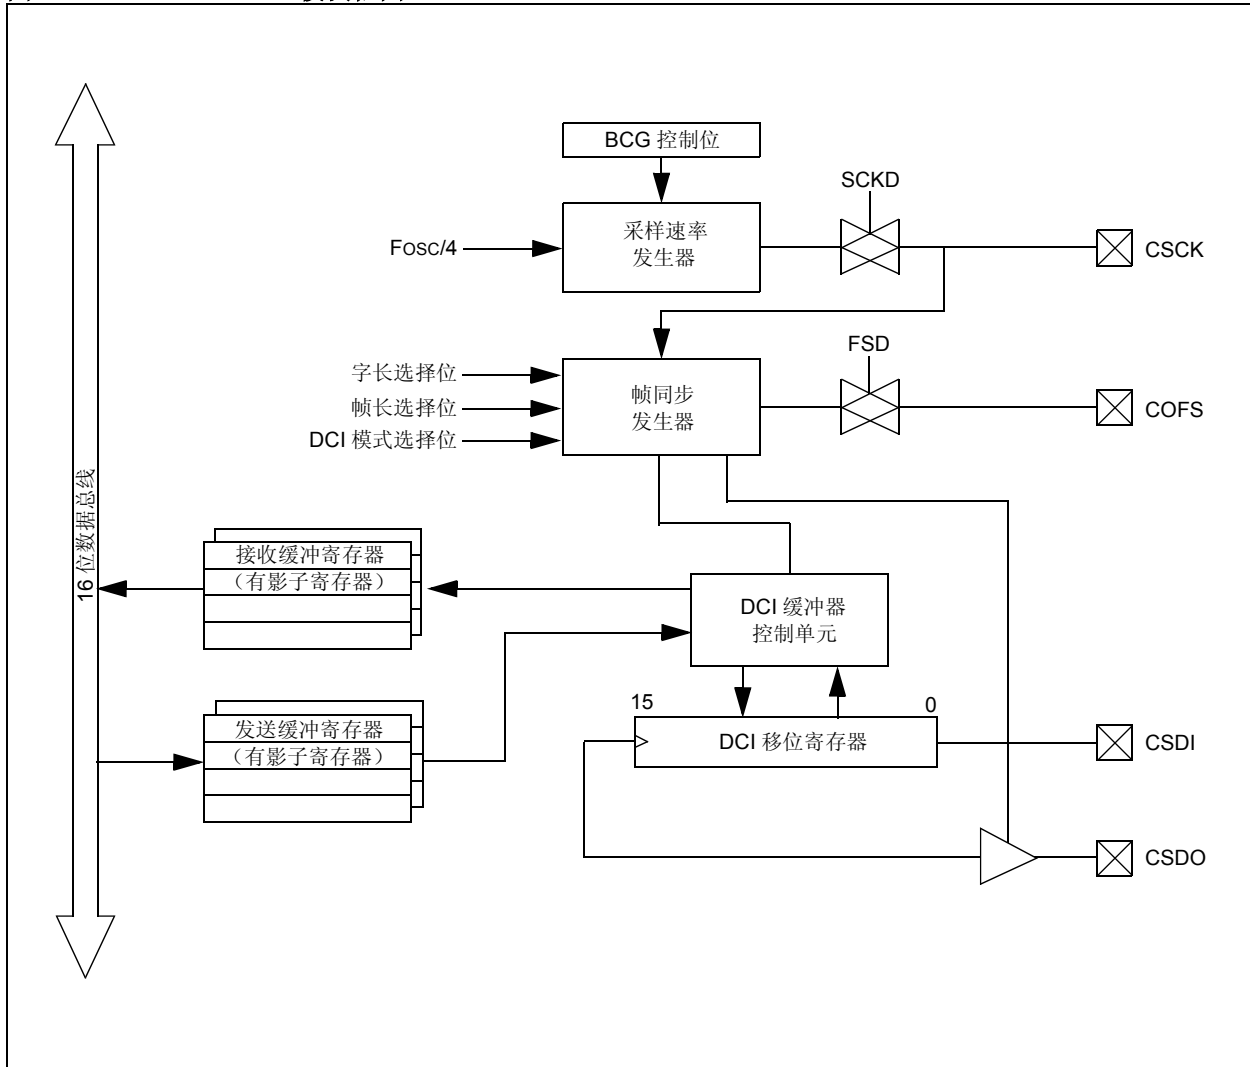 BCG 控制位
SCKD
采样速率
发生器
FOSC/4
CSCK
FSD
字长选择位
帧长选择位
DCI 模式选择位
帧同步
发生器
COFS
16 位数据总线
接收缓冲寄存器
（有影子寄存器）
DCI 缓冲器
控制单元
15
0
发送缓冲寄存器
（有影子寄存器）
DCI 移位寄存器
CSDI
CSDO